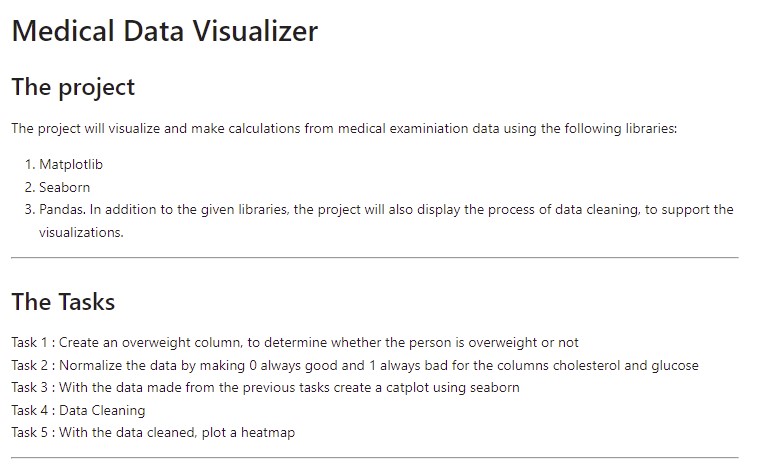 Medical Data Visualizer
The project
The project will visualize and make calculations from medical examiniation data using the following libraries:
1. Matplotlib
2. Seaborn
3. Pandas. In addition to the given libraries, the project will also display the process of data cleaning, to support the
visualizations.
The Tasks
Task 1 : Create an overweight column, to determine whether the person is overweight or not
Task 2 : Normalize the data by making 0 always good and 1 always bad for the columns cholesterol and glucose
Task 3 : With the data made from the previous tasks create a catplot using seaborn
Task 4 : Data Cleaning
Task 5 : With the data cleaned, plot a heatmap